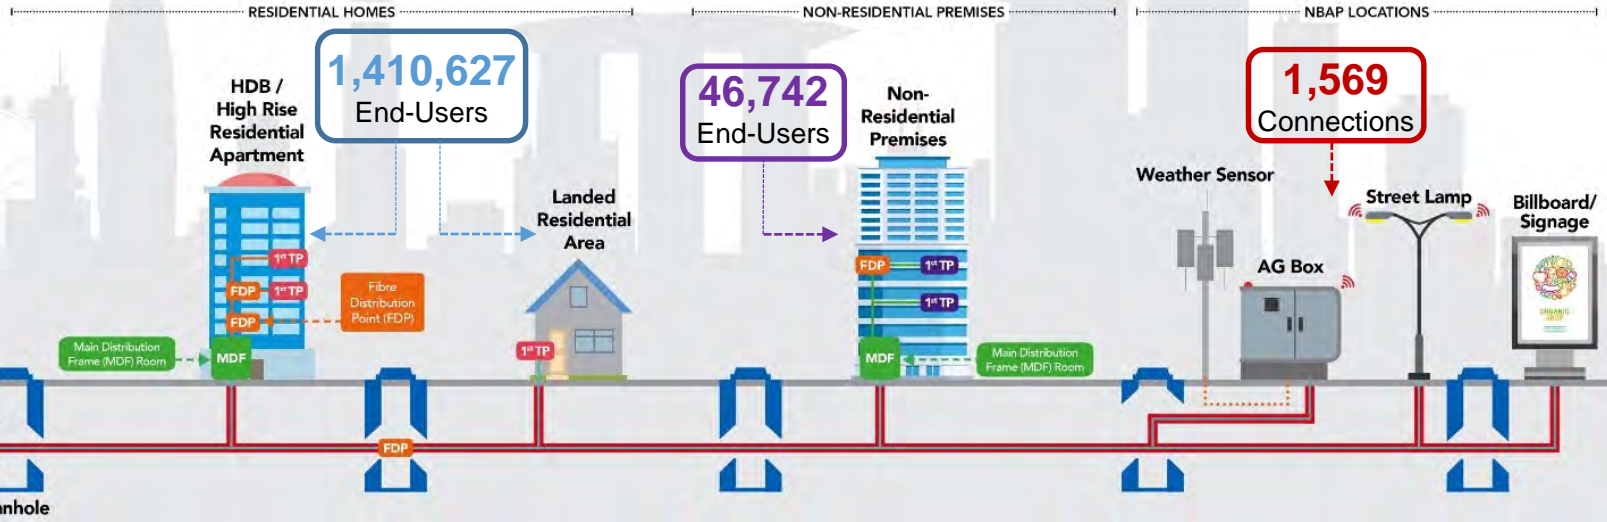 RESIDENTIAL HOMES
NON-RESIDENTIAL PREMISES
NBAP LOCATIONS
1,410,627
End-Users
46,742
End-Users
1,569
Connections
HDB /
High Rise
Residential
Apartment
Landed
Residential
Area
Non-
Residential
Premises
Weather Sensor
AG Box
Street Lamp
Billboard/
Signage
1st TP
FDP
1st TP
FDP
Fibre
Distribution
Point (FDP)
MDF
Main Distribution
Frame (MDF) Room
1st TP
FDP
1st TP
1st TP
MDF
Main Distribution
Frame (MDF) Room
ORGANIC
FDP
anhole